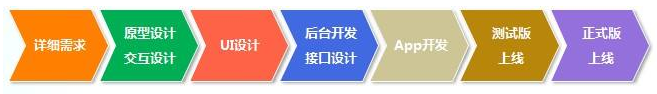 详细需求
原型设计
交互设计
UI设计
后台开发
接口设计
App开发
测试版
上线
正式版
上线